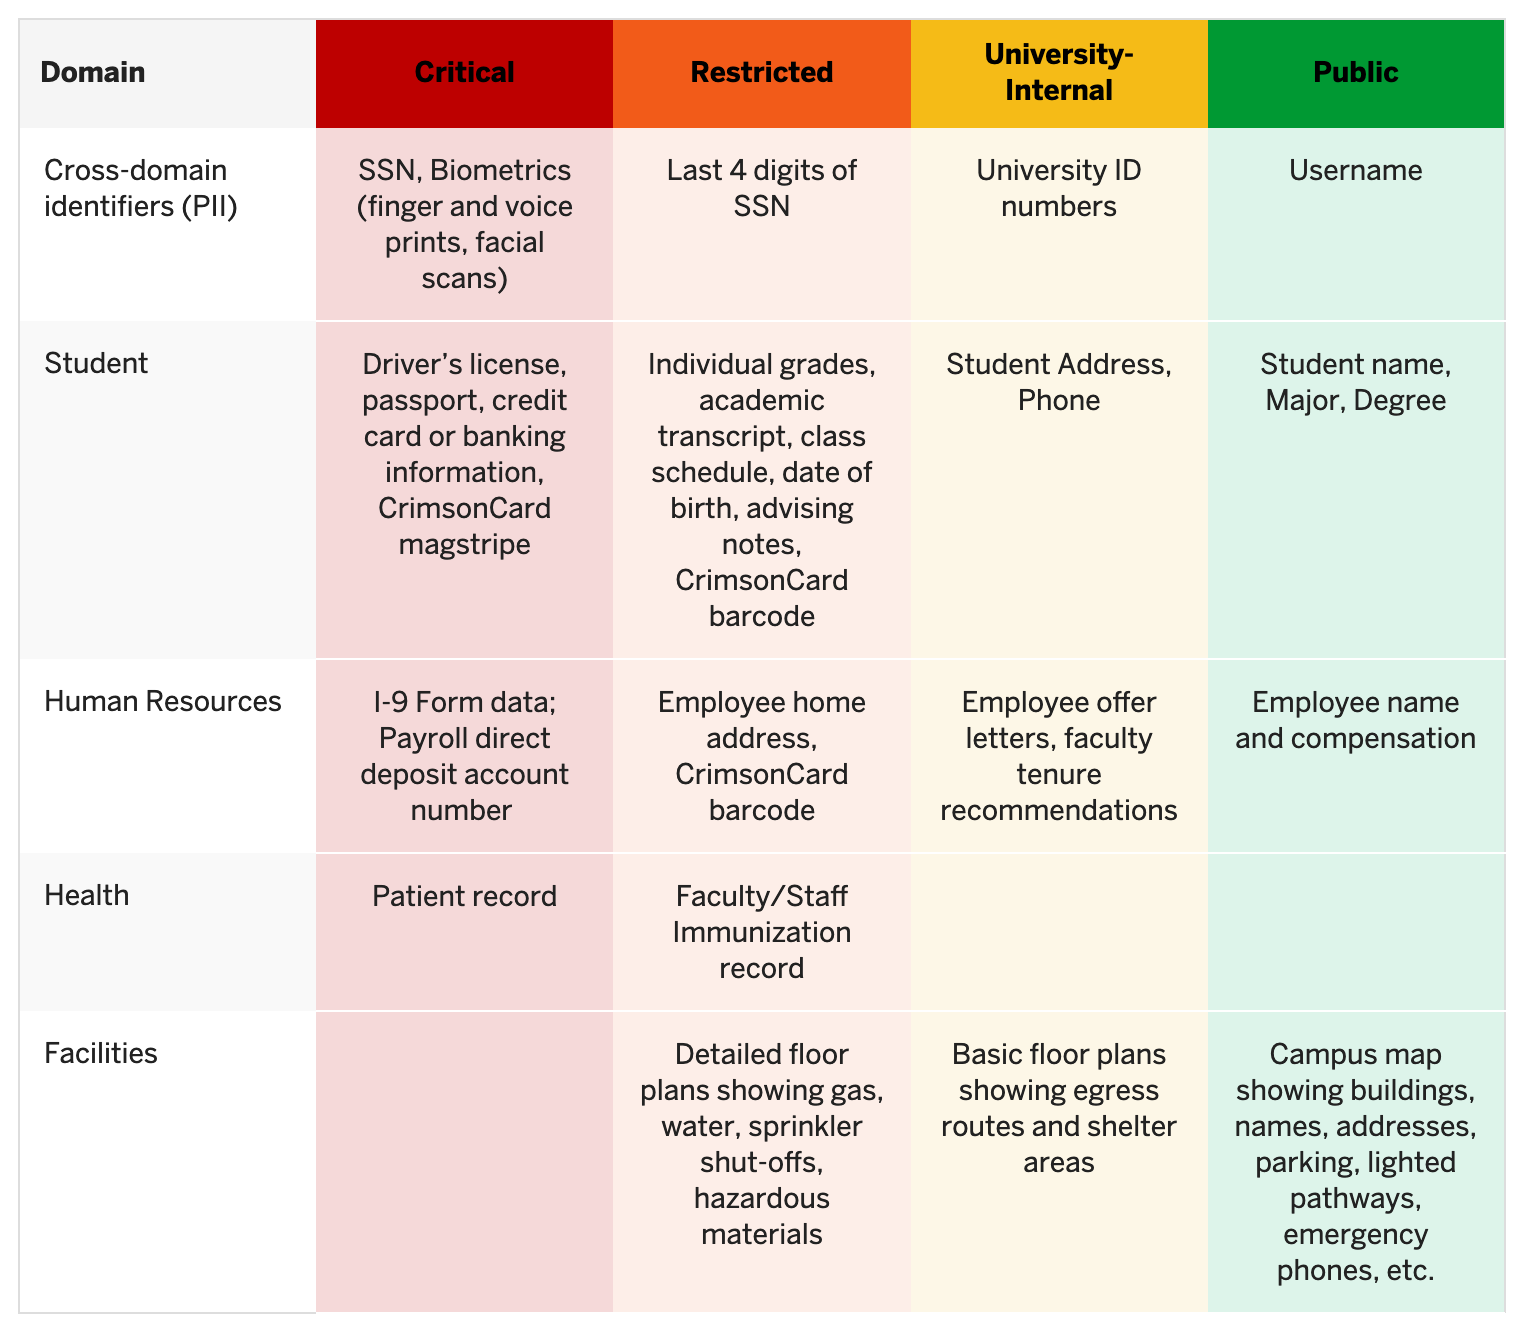 Domain
Critical
Restricted
University-
Internal
Public
Cross-domain
identifiers (PII)
SSN, Biometrics
(finger and voice
prints, facial
scans)
Last 4 digits of
SSN
University ID
numbers
Username
Student
Driver’s license,
passport, credit
card or banking
information,
CrimsonCard
magstripe
Individual grades,
academic
transcript, class
schedule, date of
birth, advising
notes,
CrimsonCard
barcode
Student Address,
Phone
Student name,
Major, Degree
Human Resources
I-9 Form data;
Payroll direct
deposit account
number
Employee home
address,
CrimsonCard
barcode
Employee offer
letters, faculty
tenure
recommendations
Employee name
and compensation
Health
Patient record
Faculty/Staff
Immunization
record
Facilities
Detailed floor
plans showing gas,
water, sprinkler
shut-offs,
hazardous
materials
Basic floor plans
showing egress
routes and shelter
areas
Campus map
showing buildings,
names, addresses,
parking, lighted
pathways,
emergency
phones, etc.